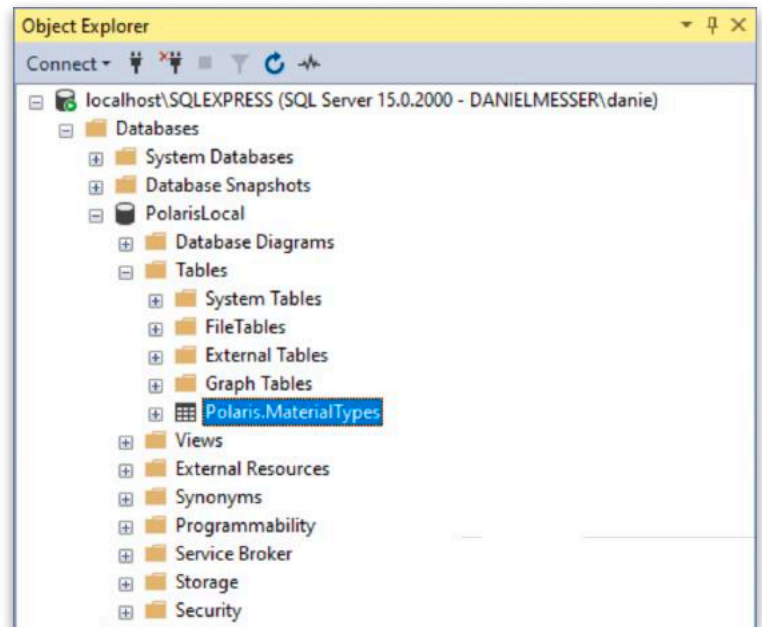 Object Explorer
Connect
localhost\SQLEXPRESS (SQL Server 15.0.2000 - DANIELMESSER\danie)
Databases
System Databases
Database Snapshots
PolarisLocal
Database Diagrams
Tables
System Tables
FileTables
External Tables
Graph Tables
Polaris.MaterialTypes
Views
External Resources
Synonyms
Programmability
Service Broker
Storage
Security